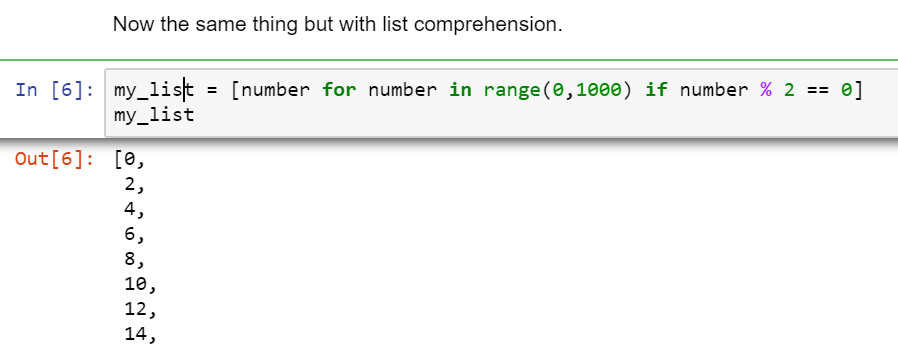 Now the same thing but with list comprehension.
In [6]: my_list = [number for number in range(0,1000) if number % 2 == 0]
my_list
Out[6]: [0,
2,
4,
6,
8,
10,
12,
14,